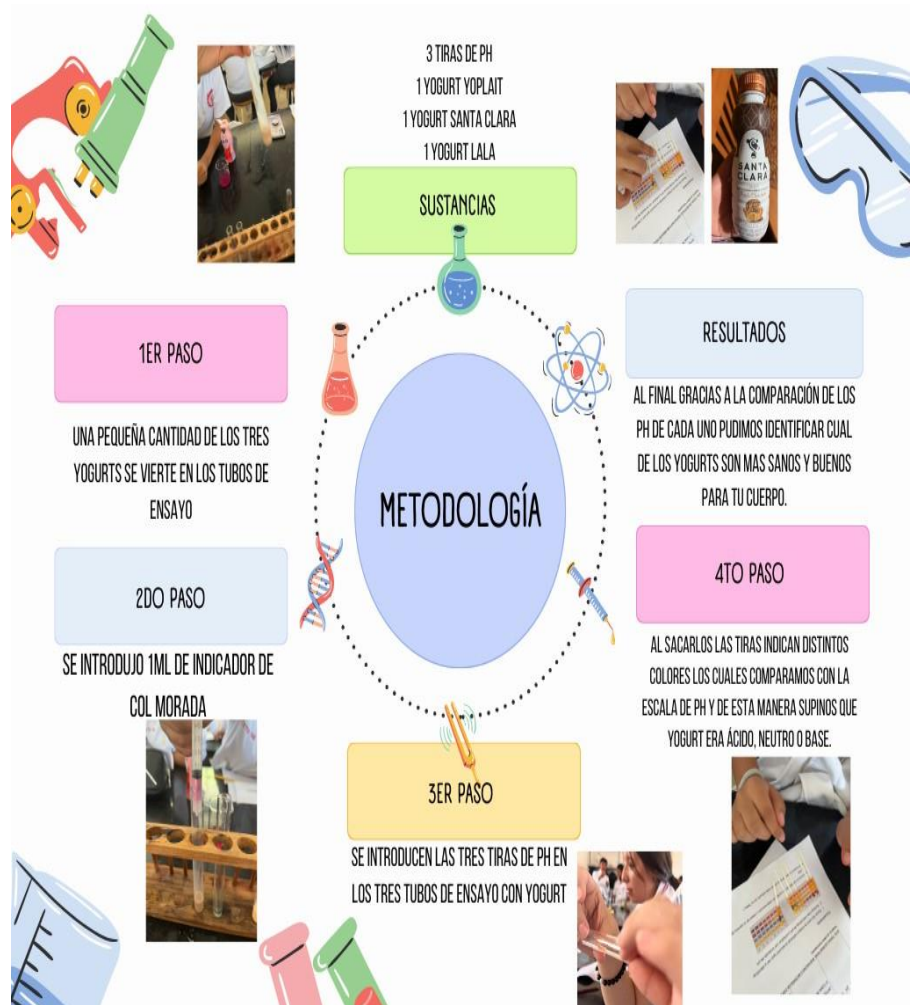 3 TIRAS DE PH
1 YOGURT YOPLAIT
1 YOGURT SANTA CLARA
1 YOGURT LALA
SUSTANCIAS
SANTA
CLARA
1ER PASO
UNA PEQUEÑA CANTIDAD DE LOS TRES
YOGURTS SE VIERTE EN LOS TUBOS DE
ENSAYO
2DO PASO
SE INTRODUJO 1ML DE INDICADOR DE
COL MORADA
METODOLOGÍA
3ER PASO
SE INTRODUCEN LAS TRES TIRAS DE PH EN
LOS TRES TUBOS DE ENSAYO CON YOGURT
4TO PASO
AL SACARLOS LAS TIRAS INDICAN DISTINTOS
COLORES LOS CUALES COMPARAMOS CON LA
ESCALA DE PH Y DE ESTA MANERA SUPINOS QUE
YOGURT ERA ÁCIDO, NEUTRO O BASE.
RESULTADOS
AL FINAL GRACIAS A LA COMPARACIÓN DE LOS
PH DE CADA UNO PUDIMOS IDENTIFICAR CUAL
DE LOS YOGURTS SON MAS SANOS Y BUENOS
PARA TU CUERPO.